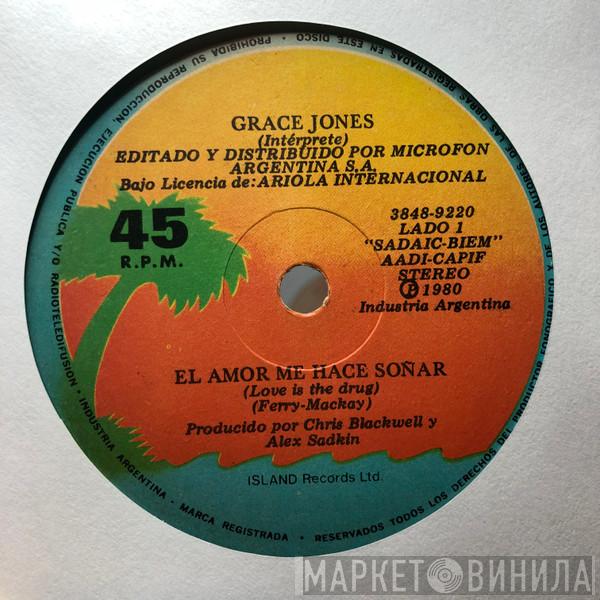 GRACE JONES
(Intérprete)
EDITADO Y DISTRIBUIDO POR MICROFON
ARGENTINA S.A.
Bajo Licencia de: ARIOLA INTERNACIONAL
45
R.P.M.
3848-9220
LADO 1
"SADAIC-BIEM"
AADI-CAPIF
STEREO
Ⓟ 1980
Industria Argentina
EL AMOR ME HACE SOÑAR
(Love is the drug)
(Ferry-Mackay)
Producido por Chris Blackwell y
Alex Sadkin
ISLAND Records Ltd.
INDUSTRIA ARGENTINA - MARCA REGISTRADA • RESERVADOS TODOS LOS DERECHOS DEL PRODUCTOR FONOGRAFICO Y DE LOS AUTORES DE LAS OBRAS REGISTRADAS EN ESTE DISCO • PROHIBIDA SU REPRODUCCION, EJECUCION PUBLICA Y/O RADIOTELEDIFUSION •
МАРКЕТ ВИНИЛА